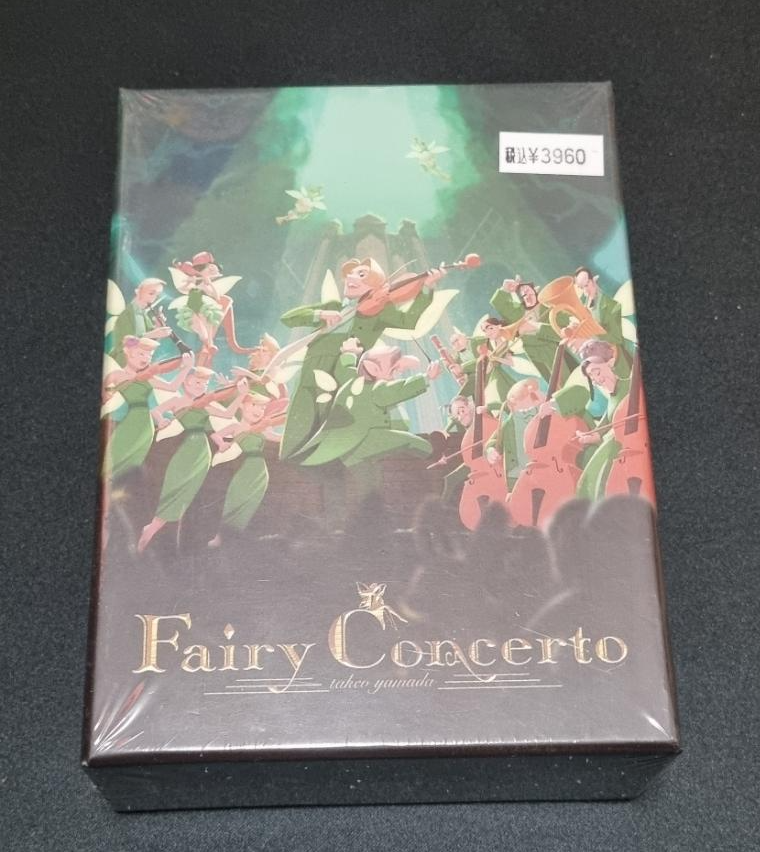 税込¥3960
Fairy Concerto
takeo yamada